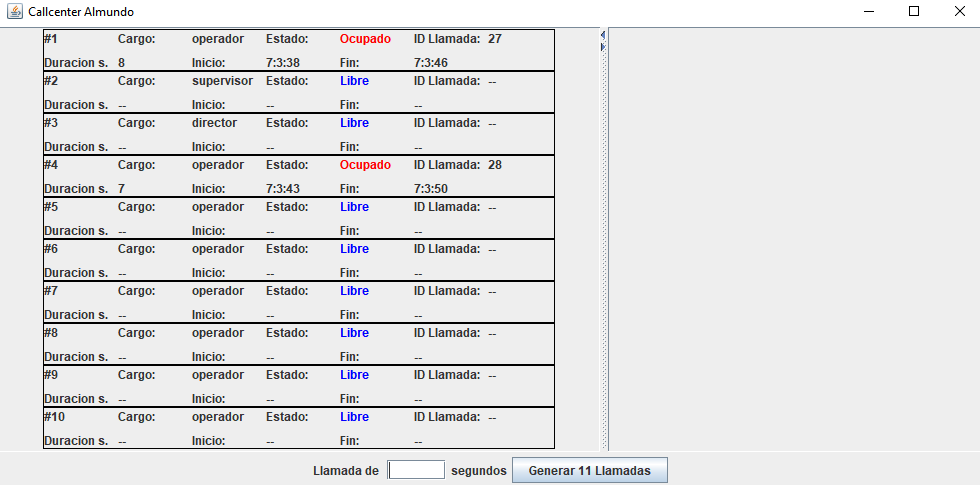 Callcenter Almundo
#1 Cargo: operador Estado: Ocupado ID Llamada: 27
Duracion s. 8 Inicio: 7:3:38 Fin: 7:3:46
#2 Cargo: supervisor Estado: Libre ID Llamada: --
Duracion s. -- Inicio: -- Fin: --
#3 Cargo: director Estado: Libre ID Llamada: --
Duracion s. -- Inicio: -- Fin: --
#4 Cargo: operador Estado: Ocupado ID Llamada: 28
Duracion s. 7 Inicio: 7:3:43 Fin: 7:3:50
#5 Cargo: operador Estado: Libre ID Llamada: --
Duracion s. -- Inicio: -- Fin: --
#6 Cargo: operador Estado: Libre ID Llamada: --
Duracion s. -- Inicio: -- Fin: --
#7 Cargo: operador Estado: Libre ID Llamada: --
Duracion s. -- Inicio: -- Fin: --
#8 Cargo: operador Estado: Libre ID Llamada: --
Duracion s. -- Inicio: -- Fin: --
#9 Cargo: operador Estado: Libre ID Llamada: --
Duracion s. -- Inicio: -- Fin: --
#10 Cargo: operador Estado: Libre ID Llamada: --
Duracion s. -- Inicio: -- Fin: --
Llamada de segundos Generar 11 Llamadas